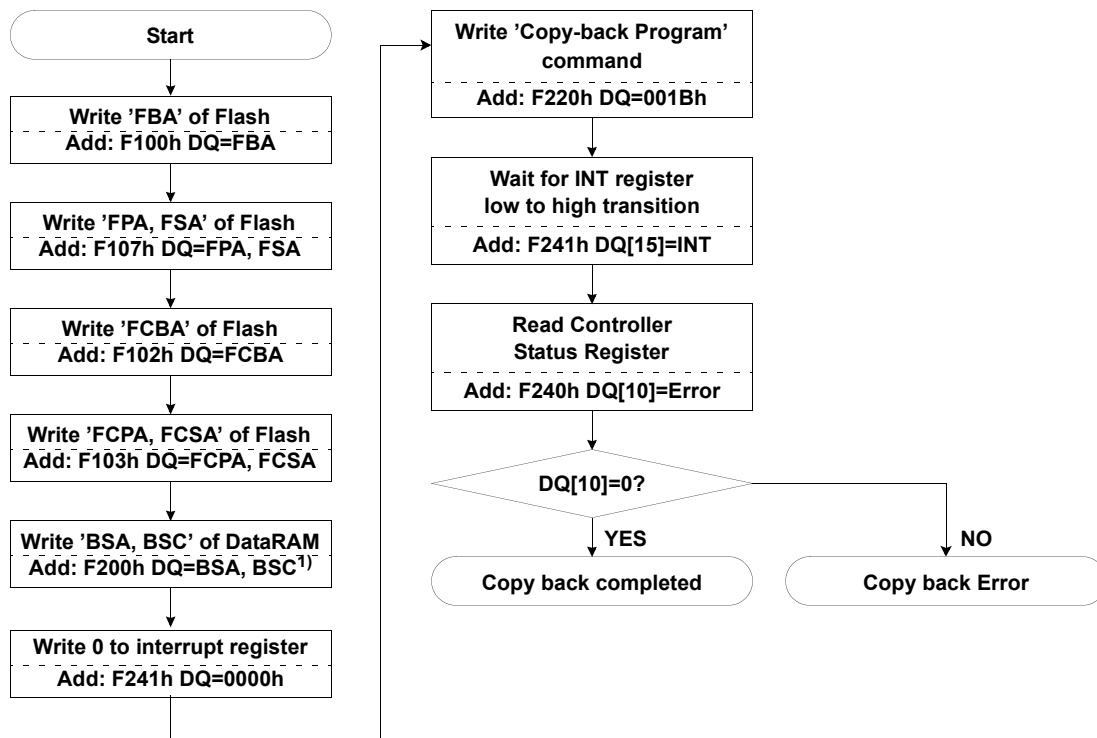 Start
Write ’FBA’ of Flash
Add: F100h DQ=FBA
Write ’FPA, FSA’ of Flash
Add: F107h DQ=FPA, FSA
Write ’FCBA’ of Flash
Add: F102h DQ=FCBA
Write ’FCPA, FCSA’ of Flash
Add: F103h DQ=FCPA, FCSA
Write ’BSA, BSC’ of DataRAM
Add: F200h DQ=BSA, BSC1)
Write 0 to interrupt register
Add: F241h DQ=0000h
Write ’Copy-back Program’
command
Add: F220h DQ=001Bh
Wait for INT register
low to high transition
Add: F241h DQ[15]=INT
Read Controller
Status Register
Add: F240h DQ[10]=Error
DQ[10]=0?
YES
NO
Copy back completed
Copy back Error